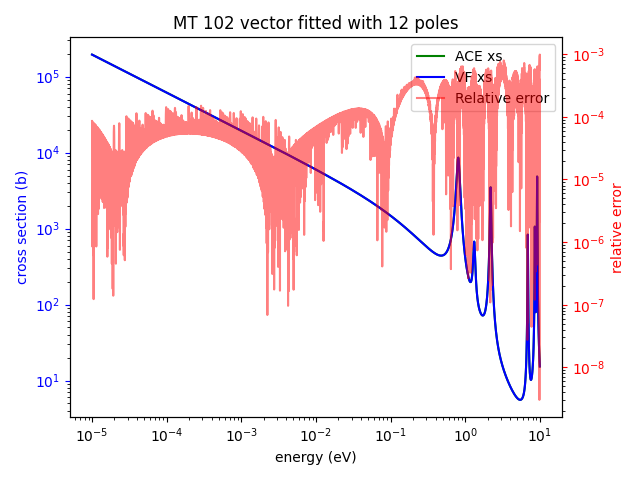 MT 102 vector fitted with 12 poles
ACE xs
VF xs
Relative error
cross section (b)
10^5
10^4
10^3
10^2
10^1
relative error
10^-3
10^-4
10^-5
10^-6
10^-7
10^-8
10^-5 10^-4 10^-3 10^-2 10^-1 10^0 10^1
energy (eV)